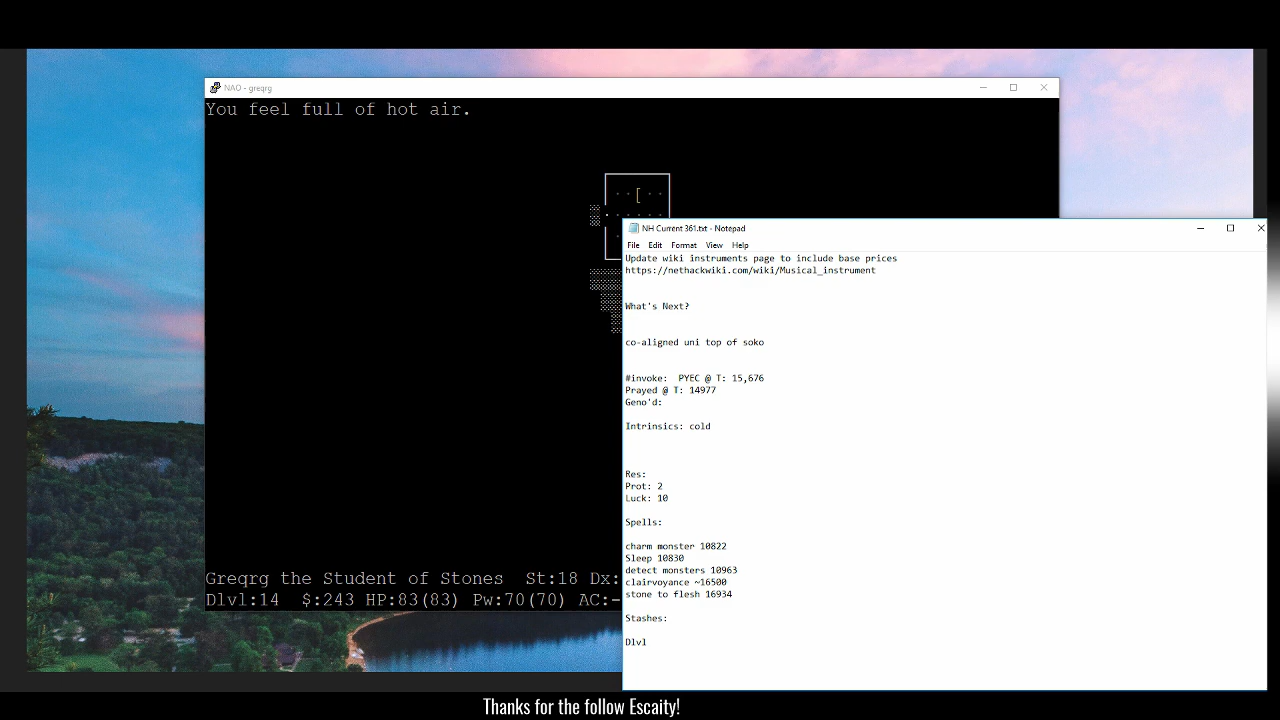 NAO - greqrg
You feel full of hot air.
NH Current 361.txt - Notepad
File Edit Format View Help
Update wiki instruments page to include base prices
https://nethackwiki.com/wiki/Musical_instrument
What's Next?
co-aligned uni top of soko
#invoke: PYEC @ T: 15,676
Prayed @ T: 14977
Geno'd:
Intrinsics: cold
Res:
Prot: 2
Luck: 10
Spells:
charm monster 10822
Sleep 10830
detect monsters 10963
clairvoyance ~16500
stone to flesh 16934
Stashes:
Dlvl
Greqrg the Student of Stones St:18 Dx:
Dlvl:14 $:243 HP:83(83) Pw:70(70) AC:-
Thanks for the follow Escaity!